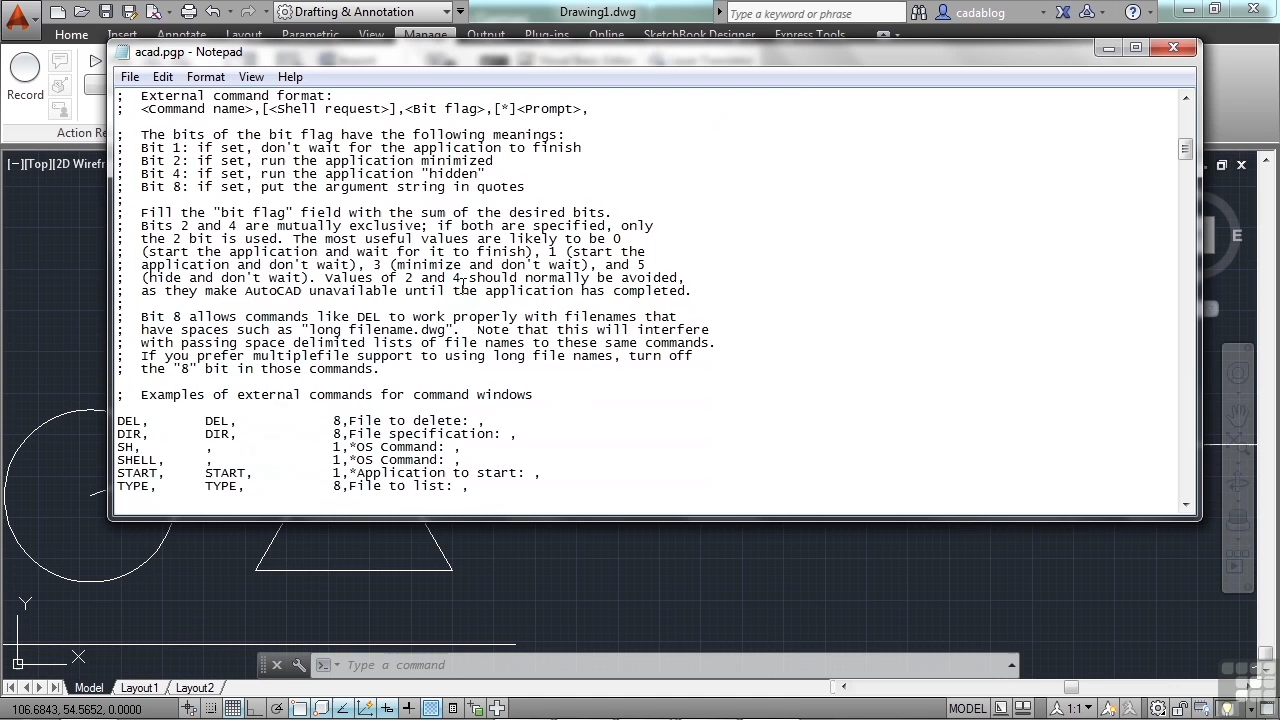 Drafting & Annotation
Drawing1.dwg
Type a keyword or phrase
cadablog
Home Insert Annotate Layout Parametric View Manage Output Plug-ins Online SketchBook Designer Express Tools
acad.pgp - Notepad
File Edit Format View Help
Record
Action Re
[−][Top][2D Wirefr
;  External command format:
;  <Command name>,[<Shell request>],<Bit flag>,[*]<Prompt>,
;  The bits of the bit flag have the following meanings:
;  Bit 1: if set, don't wait for the application to finish
;  Bit 2: if set, run the application minimized
;  Bit 4: if set, run the application "hidden"
;  Bit 8: if set, put the argument string in quotes
;
;  Fill the "bit flag" field with the sum of the desired bits.
;  Bits 2 and 4 are mutually exclusive; if both are specified, only
;  the 2 bit is used. The most useful values are likely to be 0
;  (start the application and wait for it to finish), 1 (start the
;  application and don't wait), 3 (minimize and don't wait), and 5
;  (hide and don't wait). Values of 2 and 4 should normally be avoided,
;  as they make AutoCAD unavailable until the application has completed.
;
;  Bit 8 allows commands like DEL to work properly with filenames that
;  have spaces such as "long filename.dwg".  Note that this will interfere
;  with passing space delimited lists of file names to these same commands.
;  If you prefer multiplefile support to using long file names, turn off
;  the "8" bit in those commands.
;  Examples of external commands for command windows
DEL,       DEL,            8,File to delete: ,
DIR,       DIR,            8,File specification: ,
SH,        ,               1,*OS Command: ,
SHELL,     ,               1,*OS Command: ,
START,     START,          1,*Application to start: ,
TYPE,      TYPE,           8,File to list: ,
E
Y
X
Type a command
Model Layout1 Layout2
106.6843, 54.5652, 0.0000
MODEL
1:1